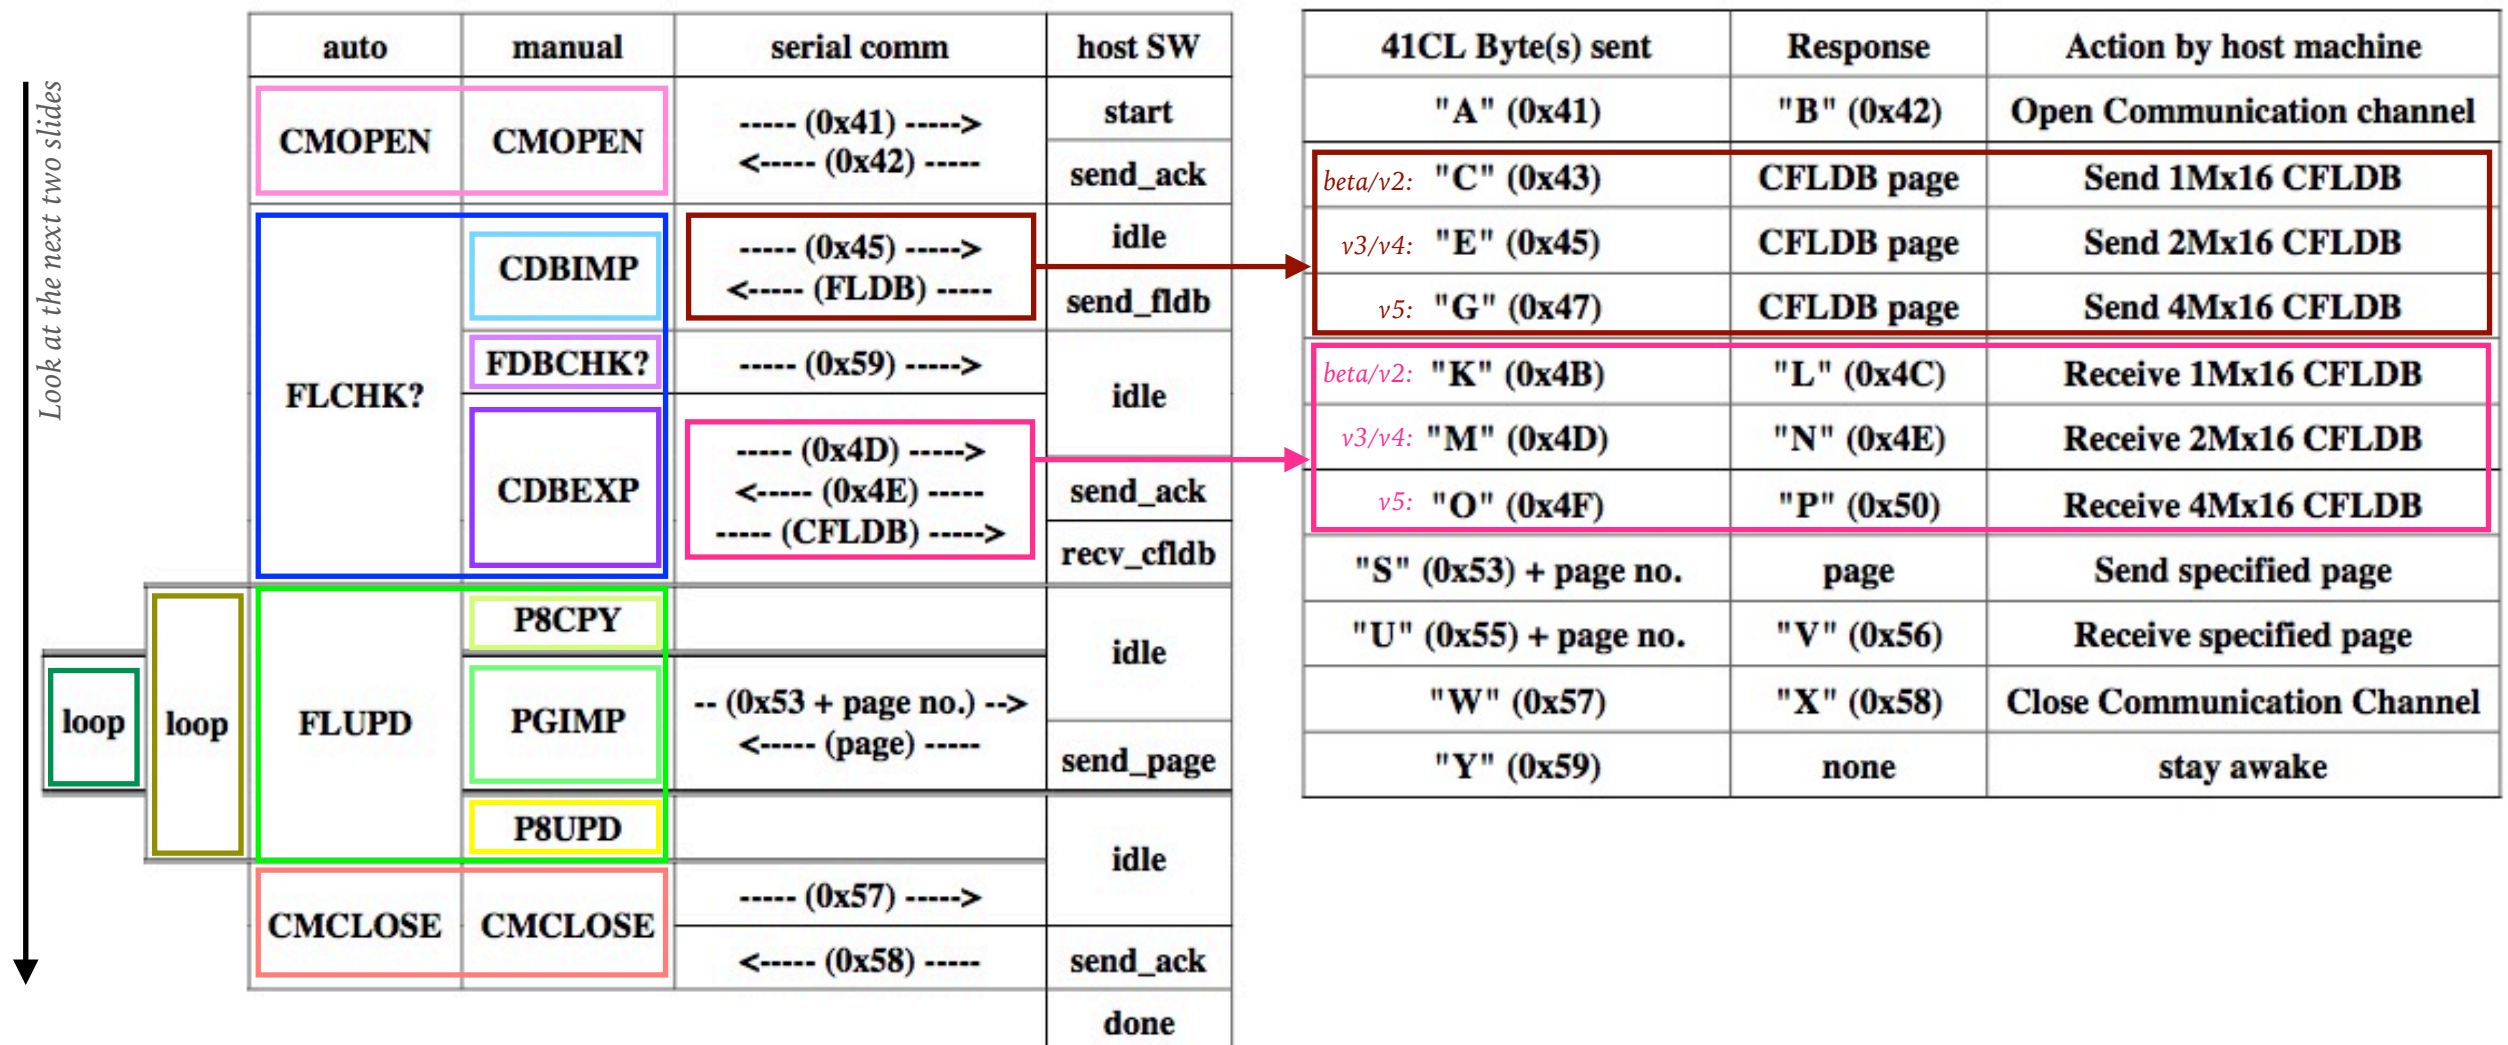 Look at the next two slides
auto manual serial comm host SW
CMOPEN CMOPEN
----- (0x41) ----->
<----- (0x42) -----
start
send_ack
FLCHK?
CDBIMP
----- (0x45) ----->
<----- (FLDB) -----
idle
send_fldb
FDBCHK?
----- (0x59) ----->
idle
CDBEXP
----- (0x4D) ----->
<----- (0x4E) -----
----- (CFLDB) ----->
send_ack
recv_cfldb
loop
loop
FLUPD
P8CPY
idle
PGIMP
-- (0x53 + page no.) -->
<----- (page) -----
send_page
P8UPD
idle
CMCLOSE CMCLOSE
----- (0x57) ----->
<----- (0x58) -----
send_ack
done
41CL Byte(s) sent Response Action by host machine
"A" (0x41) "B" (0x42) Open Communication channel
beta/v2: "C" (0x43) CFLDB page Send 1Mx16 CFLDB
v3/v4: "E" (0x45) CFLDB page Send 2Mx16 CFLDB
v5: "G" (0x47) CFLDB page Send 4Mx16 CFLDB
beta/v2: "K" (0x4B) "L" (0x4C) Receive 1Mx16 CFLDB
v3/v4: "M" (0x4D) "N" (0x4E) Receive 2Mx16 CFLDB
v5: "O" (0x4F) "P" (0x50) Receive 4Mx16 CFLDB
"S" (0x53) + page no. page Send specified page
"U" (0x55) + page no. "V" (0x56) Receive specified page
"W" (0x57) "X" (0x58) Close Communication Channel
"Y" (0x59) none stay awake